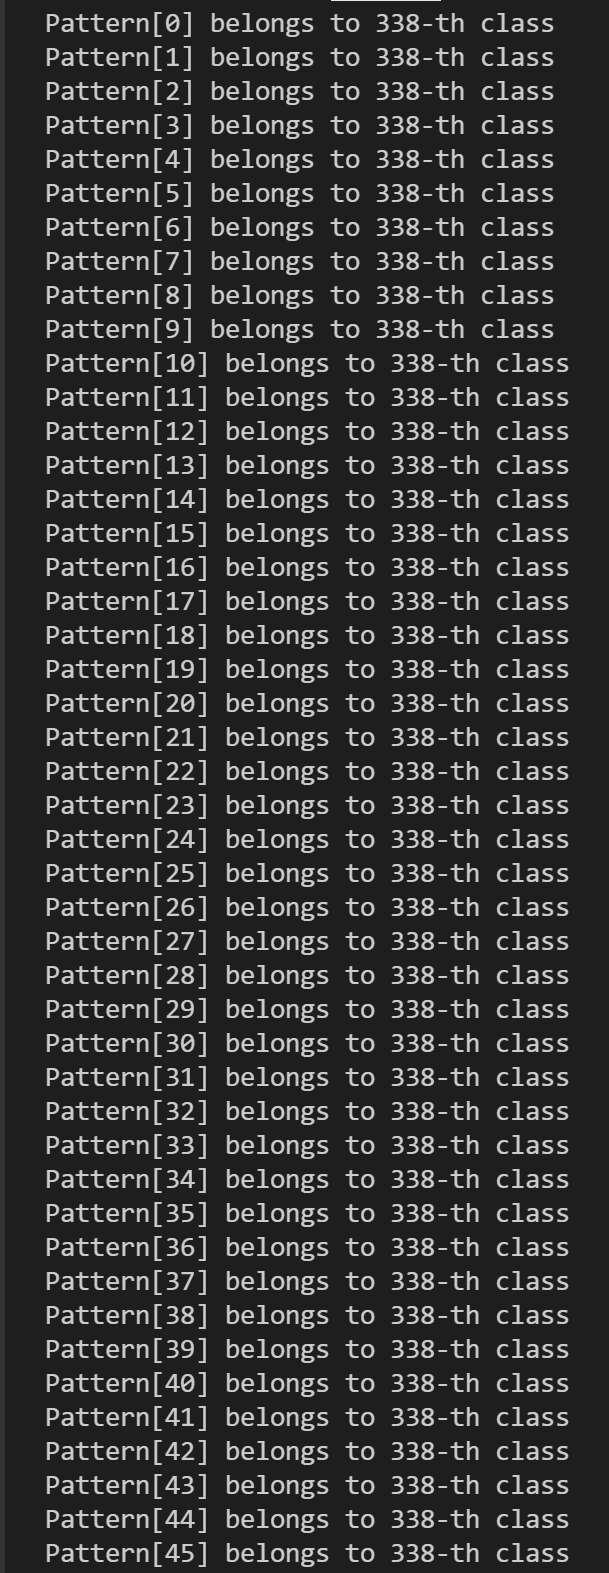 Pattern[0] belongs to 338-th class
Pattern[1] belongs to 338-th class
Pattern[2] belongs to 338-th class
Pattern[3] belongs to 338-th class
Pattern[4] belongs to 338-th class
Pattern[5] belongs to 338-th class
Pattern[6] belongs to 338-th class
Pattern[7] belongs to 338-th class
Pattern[8] belongs to 338-th class
Pattern[9] belongs to 338-th class
Pattern[10] belongs to 338-th class
Pattern[11] belongs to 338-th class
Pattern[12] belongs to 338-th class
Pattern[13] belongs to 338-th class
Pattern[14] belongs to 338-th class
Pattern[15] belongs to 338-th class
Pattern[16] belongs to 338-th class
Pattern[17] belongs to 338-th class
Pattern[18] belongs to 338-th class
Pattern[19] belongs to 338-th class
Pattern[20] belongs to 338-th class
Pattern[21] belongs to 338-th class
Pattern[22] belongs to 338-th class
Pattern[23] belongs to 338-th class
Pattern[24] belongs to 338-th class
Pattern[25] belongs to 338-th class
Pattern[26] belongs to 338-th class
Pattern[27] belongs to 338-th class
Pattern[28] belongs to 338-th class
Pattern[29] belongs to 338-th class
Pattern[30] belongs to 338-th class
Pattern[31] belongs to 338-th class
Pattern[32] belongs to 338-th class
Pattern[33] belongs to 338-th class
Pattern[34] belongs to 338-th class
Pattern[35] belongs to 338-th class
Pattern[36] belongs to 338-th class
Pattern[37] belongs to 338-th class
Pattern[38] belongs to 338-th class
Pattern[39] belongs to 338-th class
Pattern[40] belongs to 338-th class
Pattern[41] belongs to 338-th class
Pattern[42] belongs to 338-th class
Pattern[43] belongs to 338-th class
Pattern[44] belongs to 338-th class
Pattern[45] belongs to 338-th class